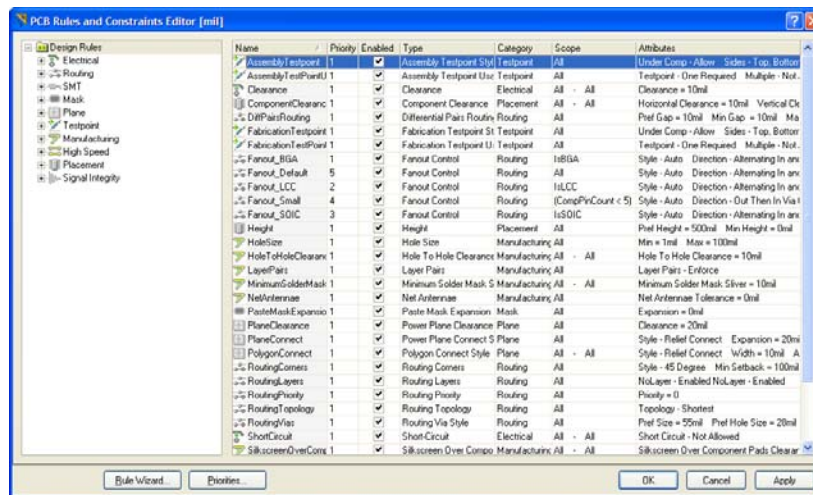 PCB Rules and Constraints Editor [mil]
Design Rules
Electrical
Routing
SMT
Mask
Plane
Testpoint
Manufacturing
High Speed
Placement
Signal Integrity
Name Priority Enabled Type Category Scope Attributes
AssemblyTestpoint 1 Assembly Testpoint Styl Testpoint All Under Comp - Allow Sides - Top, Bottom
AssemblyTestPointU 1 Assembly Testpoint Usa Testpoint All Testpoint - One Required Multiple - Not
Clearance 1 Clearance Electrical All - All Clearance = 10mil
ComponentClearanc 1 Component Clearance Placement All - All Horizontal Clearance = 10mil Vertical Cle
DiffPairsRouting 1 Differential Pairs Routin Routing All Pref Gap = 10mil Min Gap = 10mil Ma
FabricationTestpoint 1 Fabrication Testpoint St Testpoint All Under Comp - Allow Sides - Top, Bottom
FabricationTestPoint 1 Fabrication Testpoint U Testpoint All Testpoint - One Required Multiple - Not
Fanout_BGA 1 Fanout Control Routing IsBGA Style - Auto Direction - Alternating In and
Fanout_Default 5 Fanout Control Routing All Style - Auto Direction - Alternating In and
Fanout_LCC 2 Fanout Control Routing IsLCC Style - Auto Direction - Alternating In and
Fanout_Small 4 Fanout Control Routing (CompPinCount < 5) Style - Auto Direction - Out Then In Via
Fanout_SOIC 3 Fanout Control Routing IsSOIC Style - Auto Direction - Alternating In and
Height 1 Height Placement All Pref Height = 500mil Min Height = 0mil
HoleSize 1 Hole Size Manufacturing All Min = 1mil Max = 100mil
HoleToHoleClearanc 1 Hole To Hole Clearance Manufacturing All - All Hole To Hole Clearance = 10mil
LayerPairs 1 Layer Pairs Manufacturing All Layer Pairs - Enforce
MinimumSolderMask 1 Minimum Solder Mask S Manufacturing All - All Minimum Solder Mask Sliver = 10mil
NetAntennae 1 Net Antennae Manufacturing All Net Antennae Tolerance = 0mil
PasteMaskExpansio 1 Paste Mask Expansion Mask All Expansion = 0mil
PlaneClearance 1 Power Plane Clearance Plane All Clearance = 20mil
PlaneConnect 1 Power Plane Connect S Plane All Style - Relief Connect Expansion = 20mi
PolygonConnect 1 Polygon Connect Style Plane All - All Style - Relief Connect Width = 10mil A
RoutingCorners 1 Routing Corners Routing All Style - 45 Degree Min Setback = 100mil
RoutingLayers 1 Routing Layers Routing All NoLayer - Enabled NoLayer - Enabled
RoutingPriority 1 Routing Priority Routing All Priority = 0
RoutingTopology 1 Routing Topology Routing All Topology - Shortest
RoutingVias 1 Routing Via Style Routing All Pref Size = 55mil Pref Hole Size = 28mil
ShortCircuit 1 Short-Circuit Electrical All - All Short Circuit - Not Allowed
SilkscreenOverComp 1 Silkscreen Over Compo Manufacturing All - All Silkscreen Over Component Pads Clearar
Rule Wizard... Priorities... OK Cancel Apply